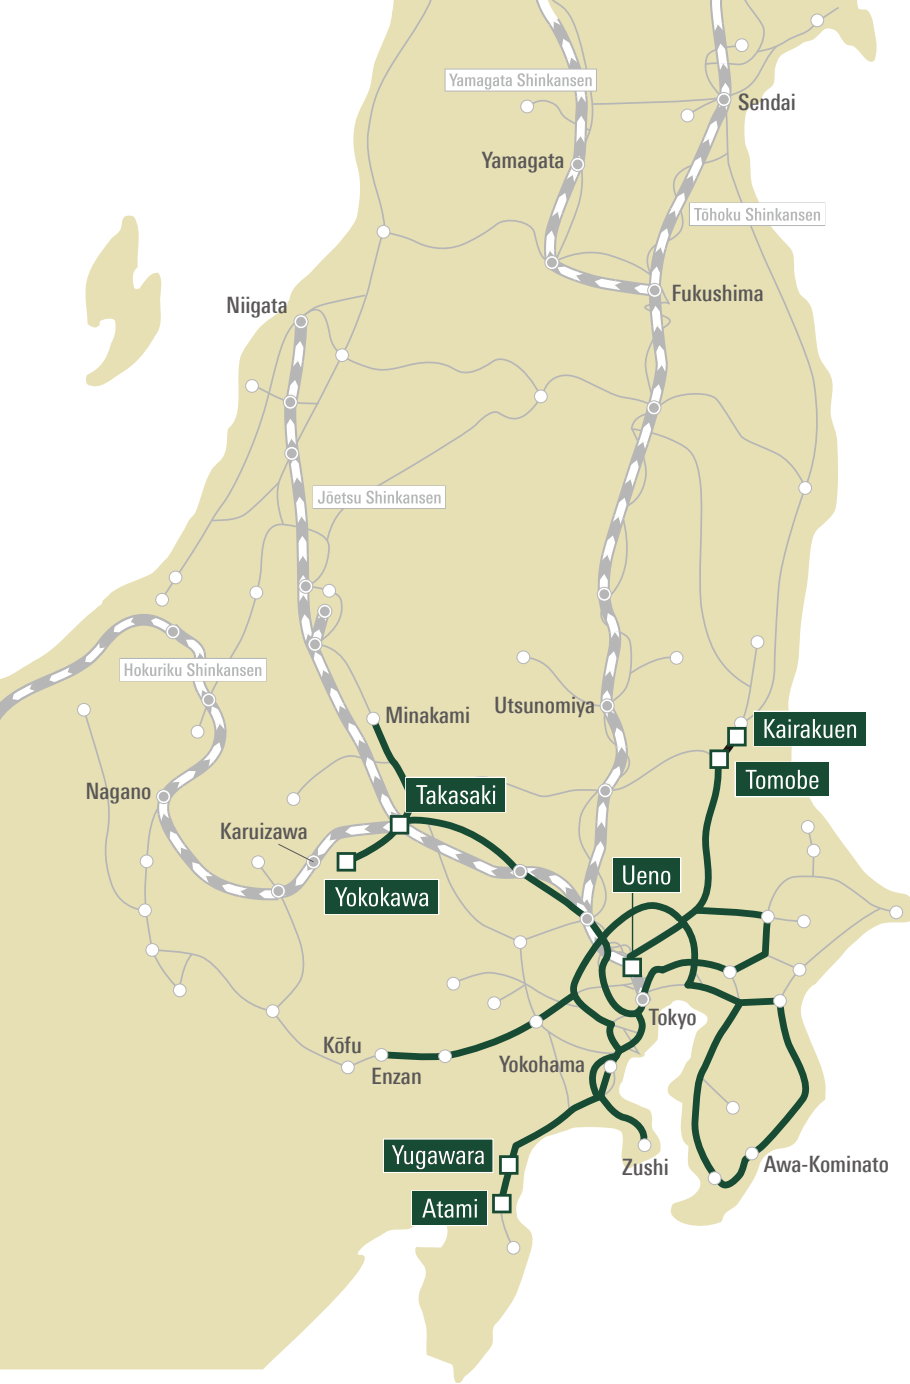 Yamagata Shinkansen
Sendai
Yamagata
Tōhoku Shinkansen
Fukushima
Niigata
Jōetsu Shinkansen
Hokuriku Shinkansen
Utsunomiya
Minakami
Kairakuen
Tomobe
Nagano
Takasaki
Karuizawa
Ueno
Yokokawa
Tokyo
Kōfu
Yokohama
Enzan
Yugawara
Zushi
Awa-Kominato
Atami